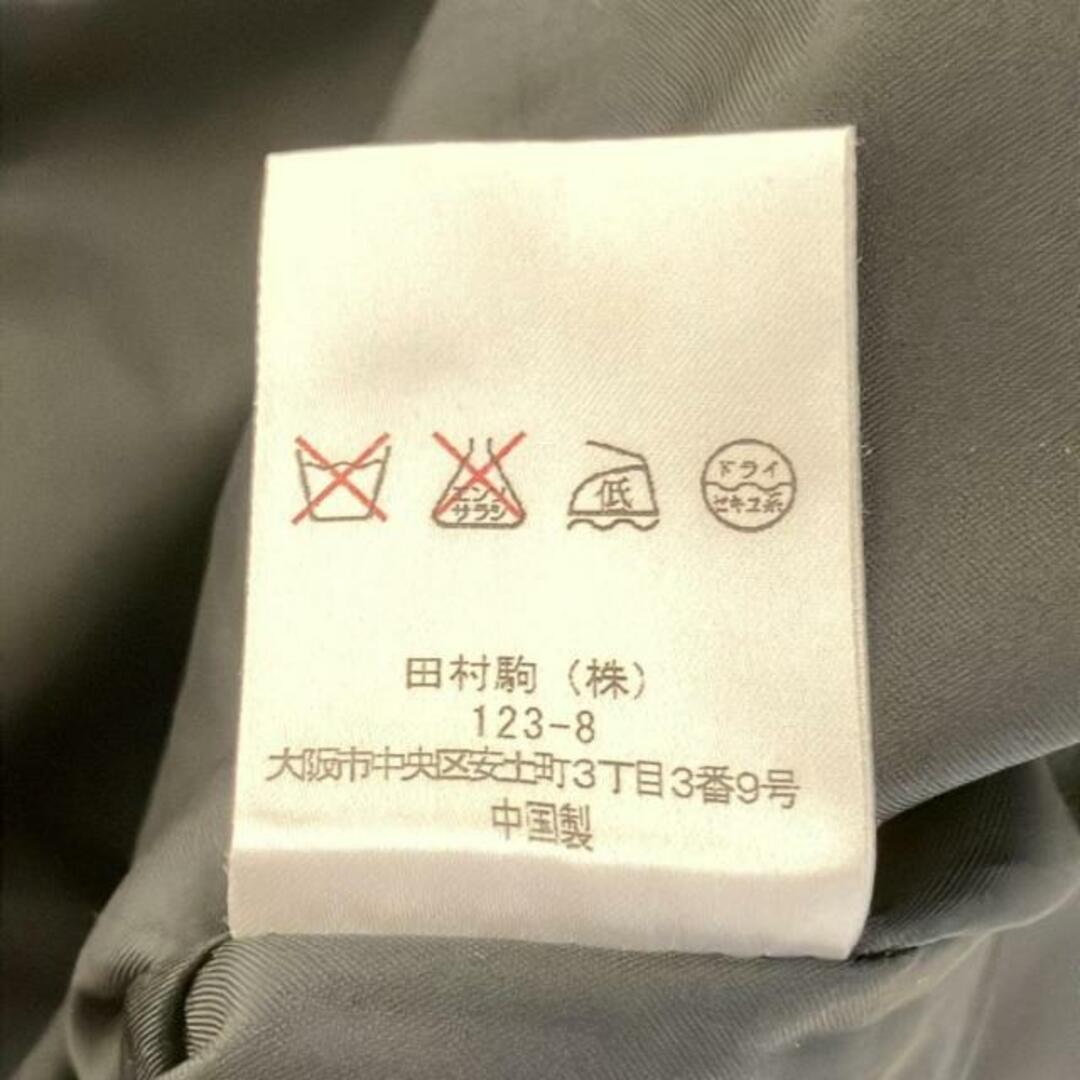 エンソ
サラシ
低
ドライ
セキユ系
田村駒（株）
123-8
大阪市中央区安土町3丁目3番9号
中国製